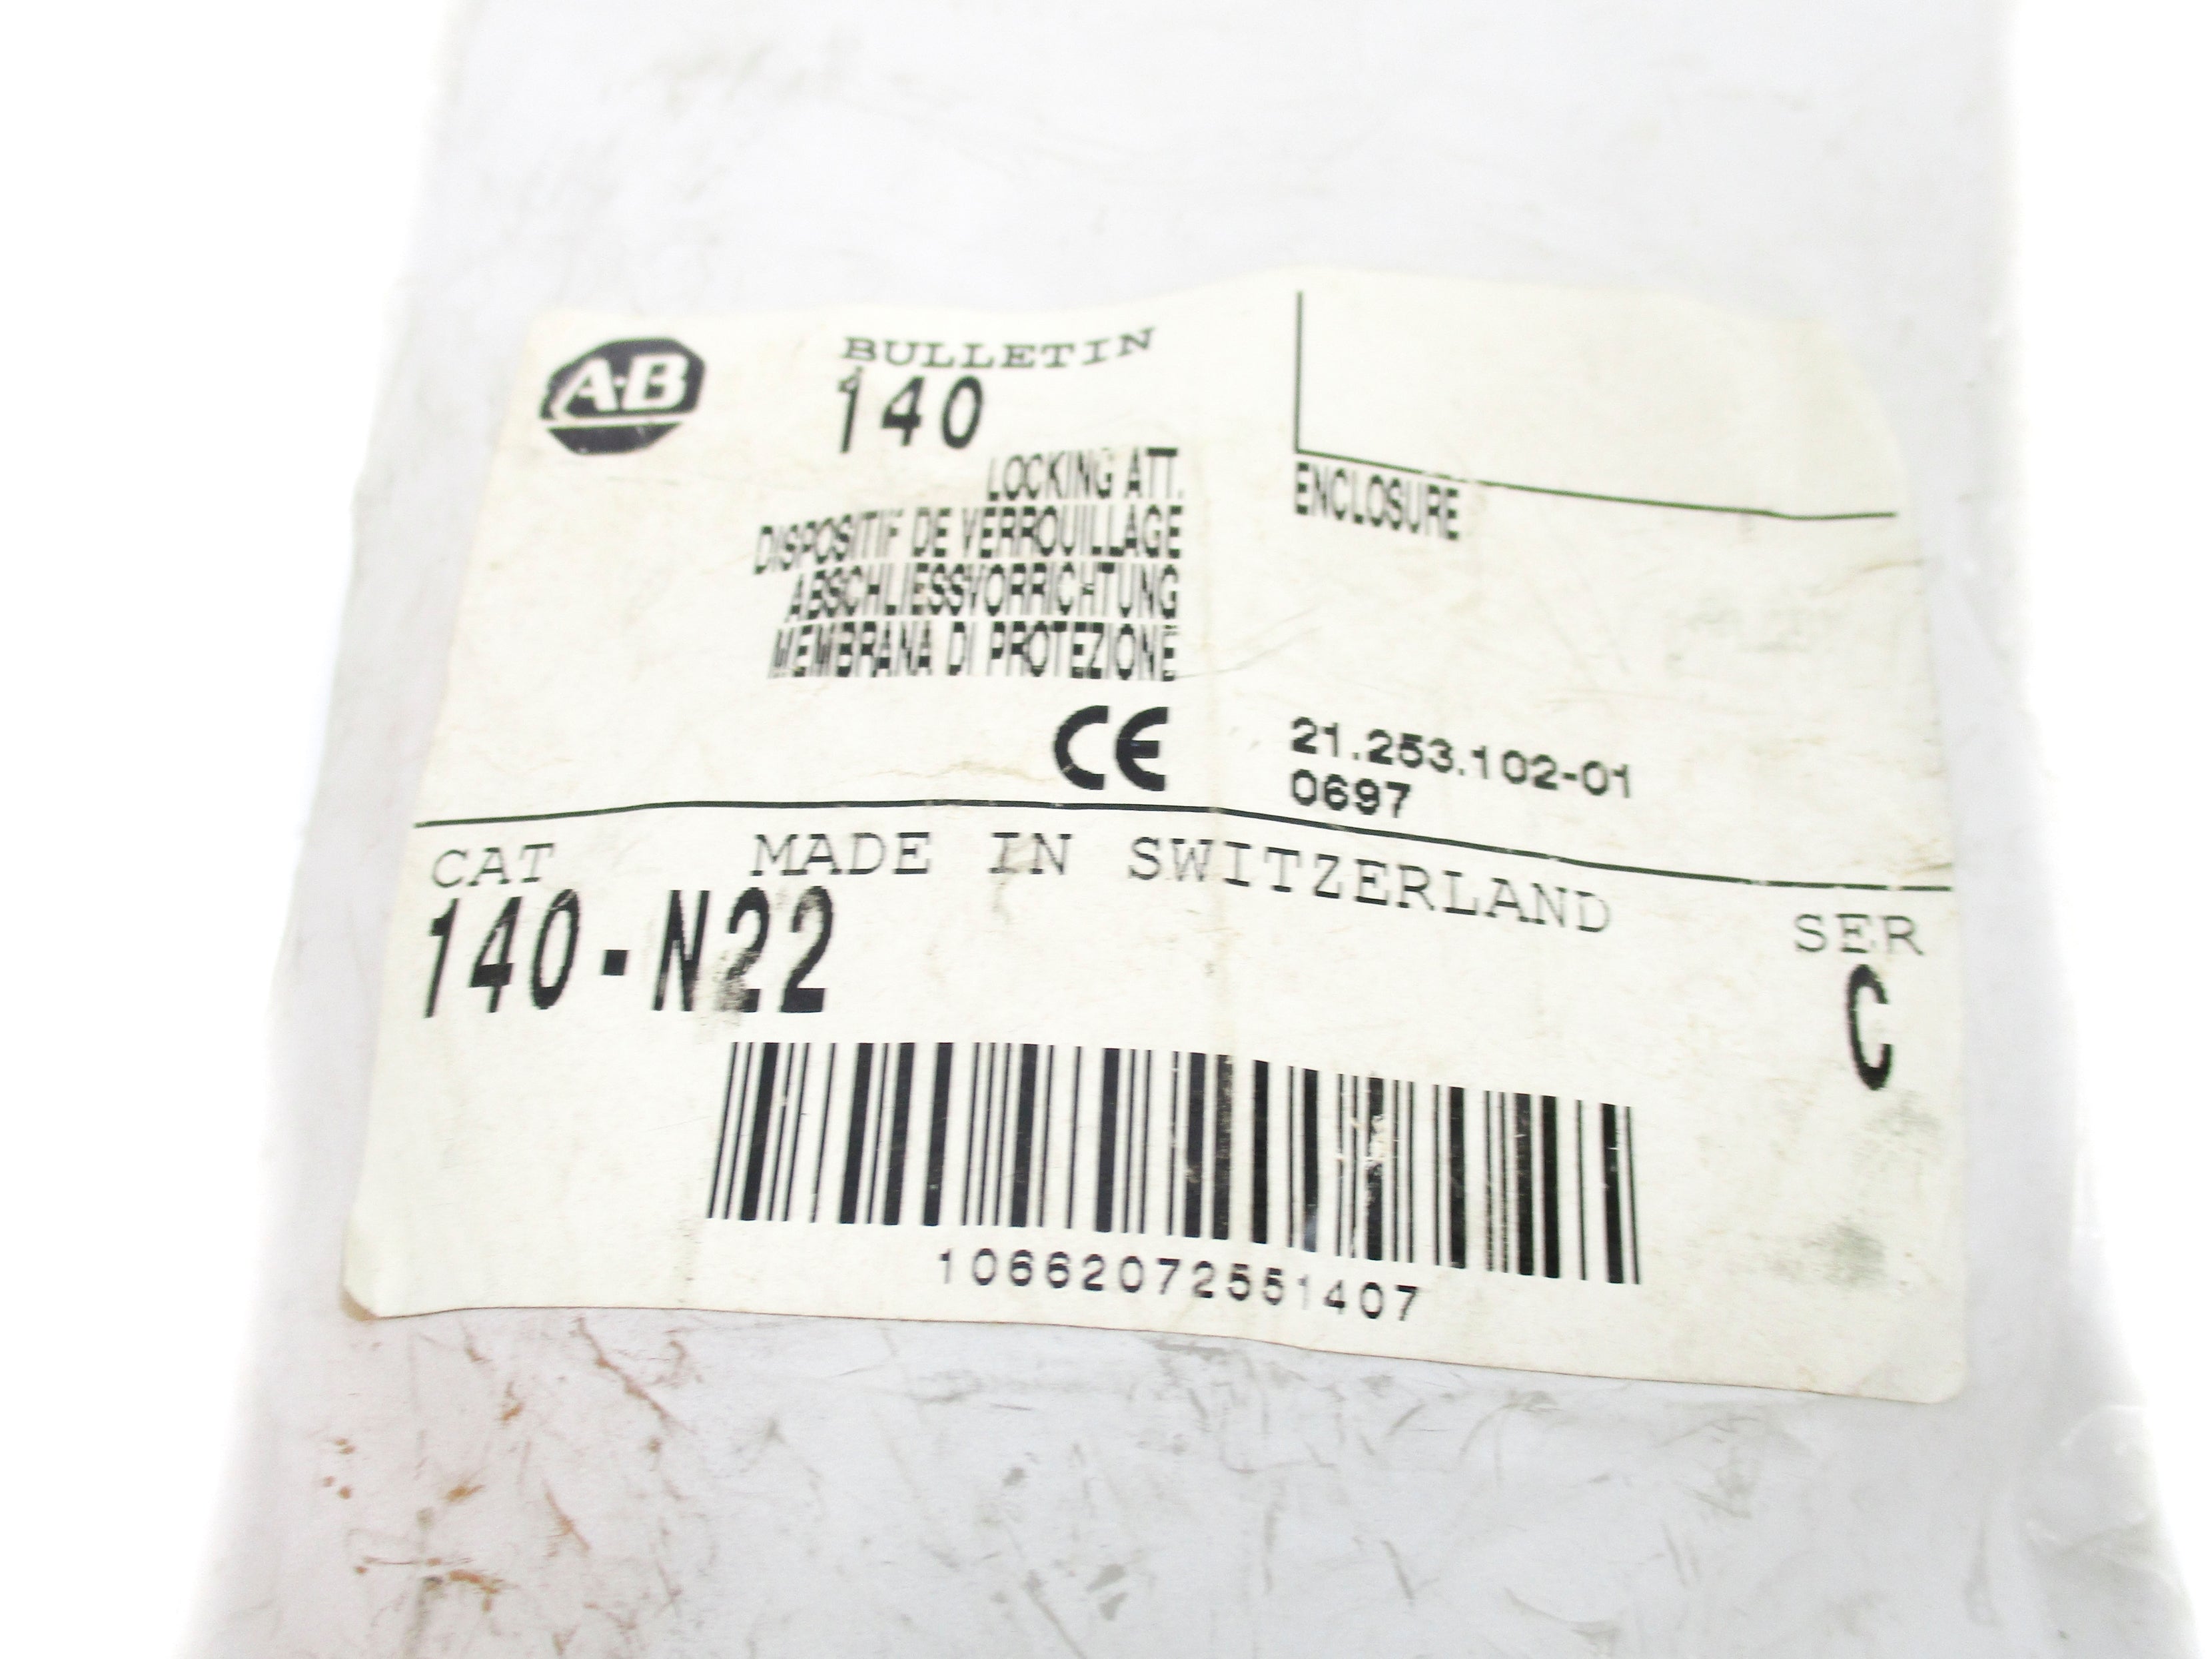 A-B
BULLETIN
140
LOCKING ATT.
DISPOSITIF DE VERROUILLAGE
ABSCHLIESSVORRICHTUNG
MEMBRANA DI PROTEZIONE
ENCLOSURE
CE
21.253.102-01
0697
CAT MADE IN SWITZERLAND SER
140-N22 C
10662072551407